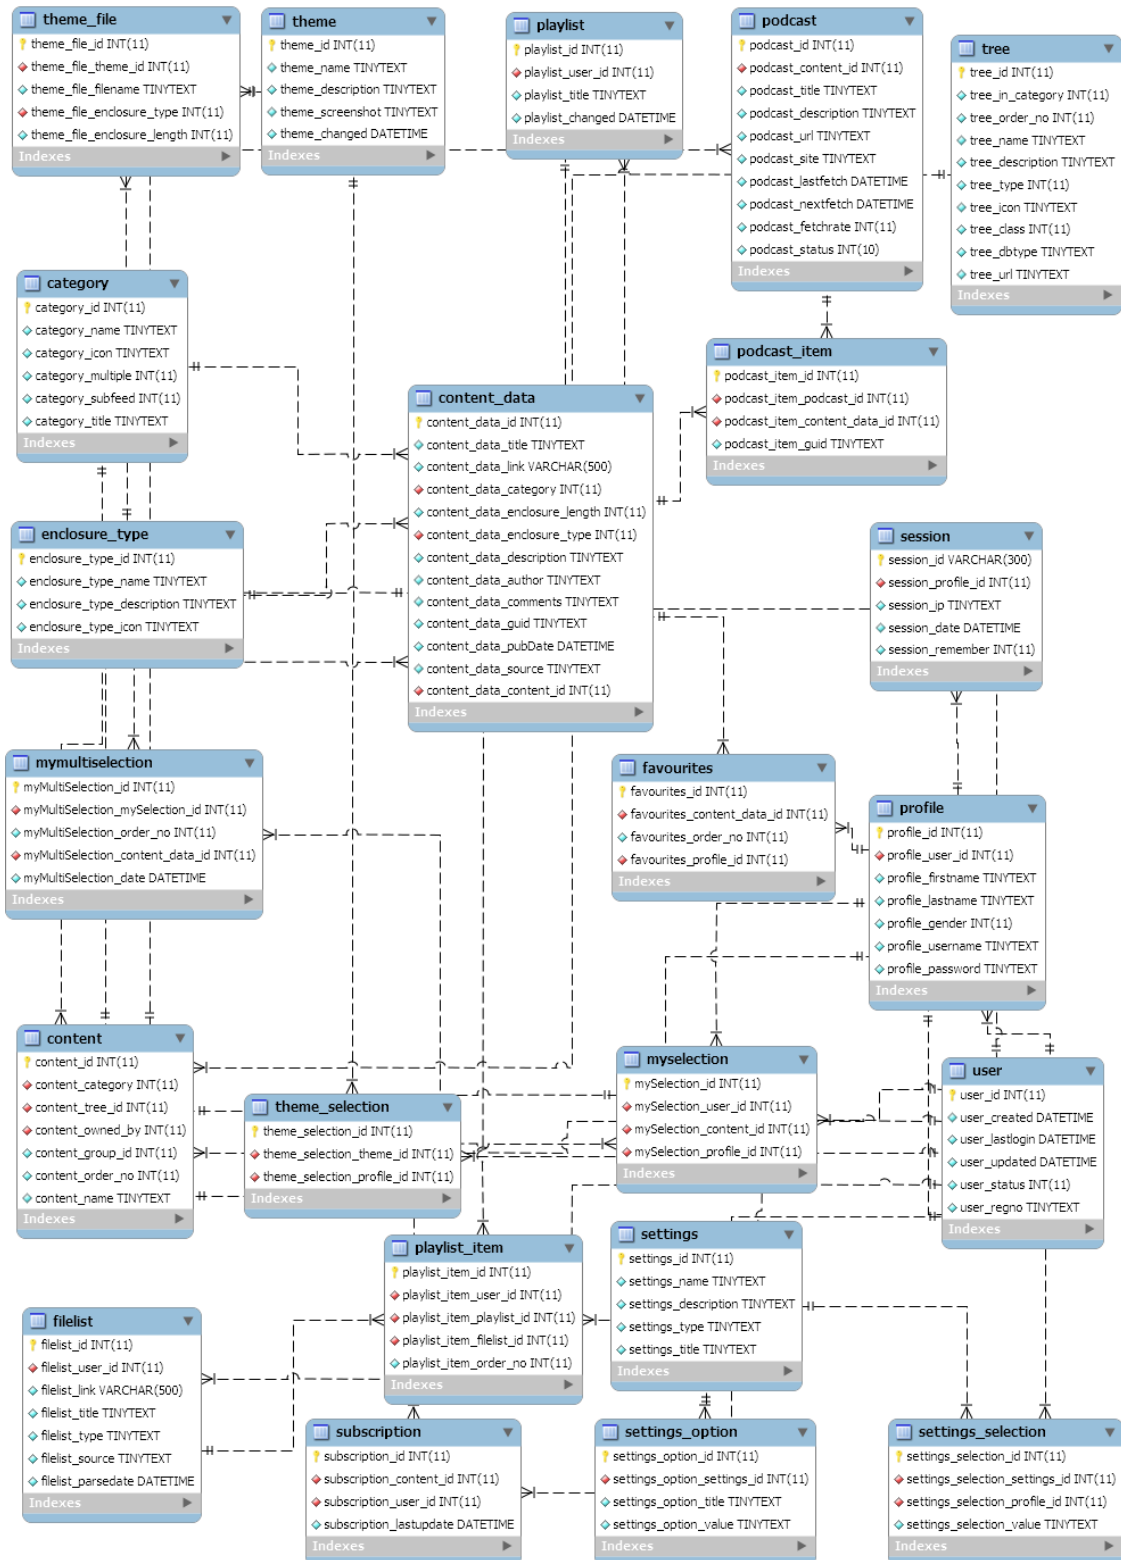 theme_file
theme_file_id INT(11)
theme_file_theme_id INT(11)
theme_file_filename TINYTEXT
theme_file_enclosure_type INT(11)
theme_file_enclosure_length INT(11)
Indexes
theme
theme_id INT(11)
theme_name TINYTEXT
theme_description TINYTEXT
theme_screenshot TINYTEXT
theme_changed DATETIME
Indexes
playlist
playlist_id INT(11)
playlist_user_id INT(11)
playlist_title TINYTEXT
playlist_changed DATETIME
Indexes
podcast
podcast_id INT(11)
podcast_content_id INT(11)
podcast_title TINYTEXT
podcast_description TINYTEXT
podcast_url TINYTEXT
podcast_site TINYTEXT
podcast_lastfetch DATETIME
podcast_nextfetch DATETIME
podcast_fetchrate INT(11)
podcast_status INT(10)
Indexes
tree
tree_id INT(11)
tree_in_category INT(11)
tree_order_no INT(11)
tree_name TINYTEXT
tree_description TINYTEXT
tree_type INT(11)
tree_icon TINYTEXT
tree_class INT(11)
tree_dbtype TINYTEXT
tree_url TINYTEXT
Indexes
category
category_id INT(11)
category_name TINYTEXT
category_icon TINYTEXT
category_multiple INT(11)
category_subfeed INT(11)
category_title TINYTEXT
Indexes
podcast_item
podcast_item_id INT(11)
podcast_item_podcast_id INT(11)
podcast_item_content_data_id INT(11)
podcast_item_guid TINYTEXT
Indexes
content_data
content_data_id INT(11)
content_data_title TINYTEXT
content_data_link VARCHAR(500)
content_data_category INT(11)
content_data_enclosure_length INT(11)
content_data_enclosure_type INT(11)
content_data_description TINYTEXT
content_data_author TINYTEXT
content_data_comments TINYTEXT
content_data_guid TINYTEXT
content_data_pubDate DATETIME
content_data_source TINYTEXT
content_data_content_id INT(11)
Indexes
enclosure_type
enclosure_type_id INT(11)
enclosure_type_name TINYTEXT
enclosure_type_description TINYTEXT
enclosure_type_icon TINYTEXT
Indexes
session
session_id VARCHAR(300)
session_profile_id INT(11)
session_ip TINYTEXT
session_date DATETIME
session_remember INT(11)
Indexes
mymultiselection
myMultiSelection_id INT(11)
myMultiSelection_mySelection_id INT(11)
myMultiSelection_order_no INT(11)
myMultiSelection_content_data_id INT(11)
myMultiSelection_date DATETIME
Indexes
favourites
favourites_id INT(11)
favourites_content_data_id INT(11)
favourites_order_no INT(11)
favourites_profile_id INT(11)
Indexes
profile
profile_id INT(11)
profile_user_id INT(11)
profile_firstname TINYTEXT
profile_lastname TINYTEXT
profile_gender INT(11)
profile_username TINYTEXT
profile_password TINYTEXT
Indexes
content
content_id INT(11)
content_category INT(11)
content_tree_id INT(11)
content_owned_by INT(11)
content_group_id INT(11)
content_order_no INT(11)
content_name TINYTEXT
Indexes
theme_selection
theme_selection_id INT(11)
theme_selection_theme_id INT(11)
theme_selection_profile_id INT(11)
Indexes
myselection
mySelection_id INT(11)
mySelection_user_id INT(11)
mySelection_content_id INT(11)
mySelection_profile_id INT(11)
Indexes
user
user_id INT(11)
user_created DATETIME
user_lastlogin DATETIME
user_updated DATETIME
user_status INT(11)
user_regno TINYTEXT
Indexes
playlist_item
playlist_item_id INT(11)
playlist_item_user_id INT(11)
playlist_item_playlist_id INT(11)
playlist_item_filelist_id INT(11)
playlist_item_order_no INT(11)
Indexes
settings
settings_id INT(11)
settings_name TINYTEXT
settings_description TINYTEXT
settings_type TINYTEXT
settings_title TINYTEXT
Indexes
filelist
filelist_id INT(11)
filelist_user_id INT(11)
filelist_link VARCHAR(500)
filelist_title TINYTEXT
filelist_type TINYTEXT
filelist_source TINYTEXT
filelist_parsedate DATETIME
Indexes
subscription
subscription_id INT(11)
subscription_content_id INT(11)
subscription_user_id INT(11)
subscription_lastupdate DATETIME
Indexes
settings_option
settings_option_id INT(11)
settings_option_settings_id INT(11)
settings_option_title TINYTEXT
settings_option_value TINYTEXT
Indexes
settings_selection
settings_selection_id INT(11)
settings_selection_settings_id INT(11)
settings_selection_profile_id INT(11)
settings_selection_value TINYTEXT
Indexes